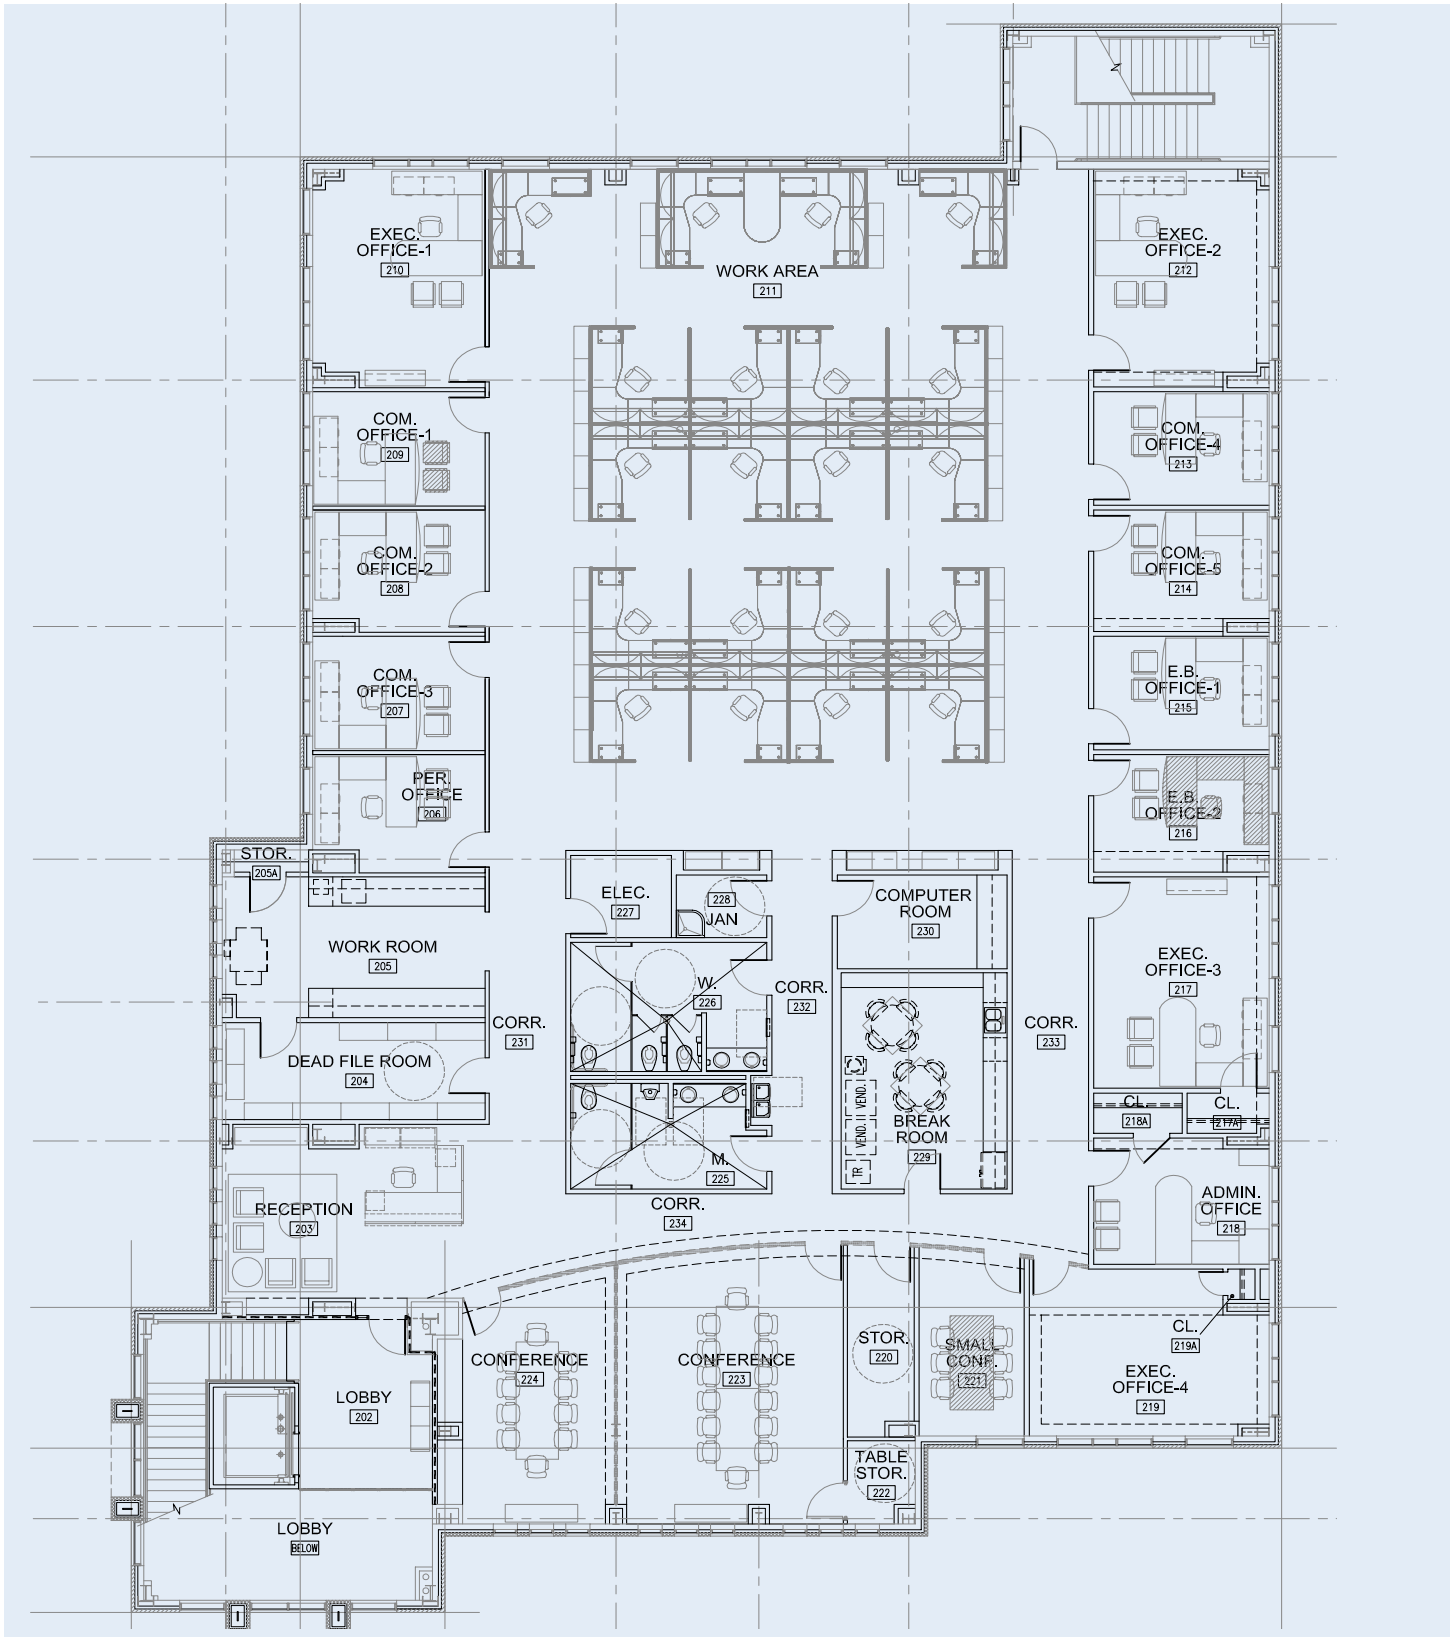 N
EXEC.
OFFICE-1
210
EXEC.
OFFICE-2
212
WORK AREA
211
COM.
OFFICE-1
209
COM.
OFFICE-4
213
COM.
OFFICE-2
208
COM.
OFFICE-5
214
COM.
OFFICE-3
207
E.B.
OFFICE-1
215
PER.
OFFICE
206
E.B.
OFFICE-2
216
STOR.
205A
ELEC.
227
228
JAN
COMPUTER
ROOM
230
WORK ROOM
205
EXEC.
OFFICE-3
217
W.
226
CORR.
232
CORR.
231
CORR.
233
DEAD FILE ROOM
204
VEND.
VEND.
TR
BREAK
ROOM
229
CL.
218A
CL.
217A
M.
225
CORR.
234
RECEPTION
203
ADMIN.
OFFICE
218
CL.
219A
STOR.
220
SMALL
CONF.
221
CONFERENCE
224
CONFERENCE
223
EXEC.
OFFICE-4
219
LOBBY
202
TABLE
STOR.
222
N
LOBBY
BELOW